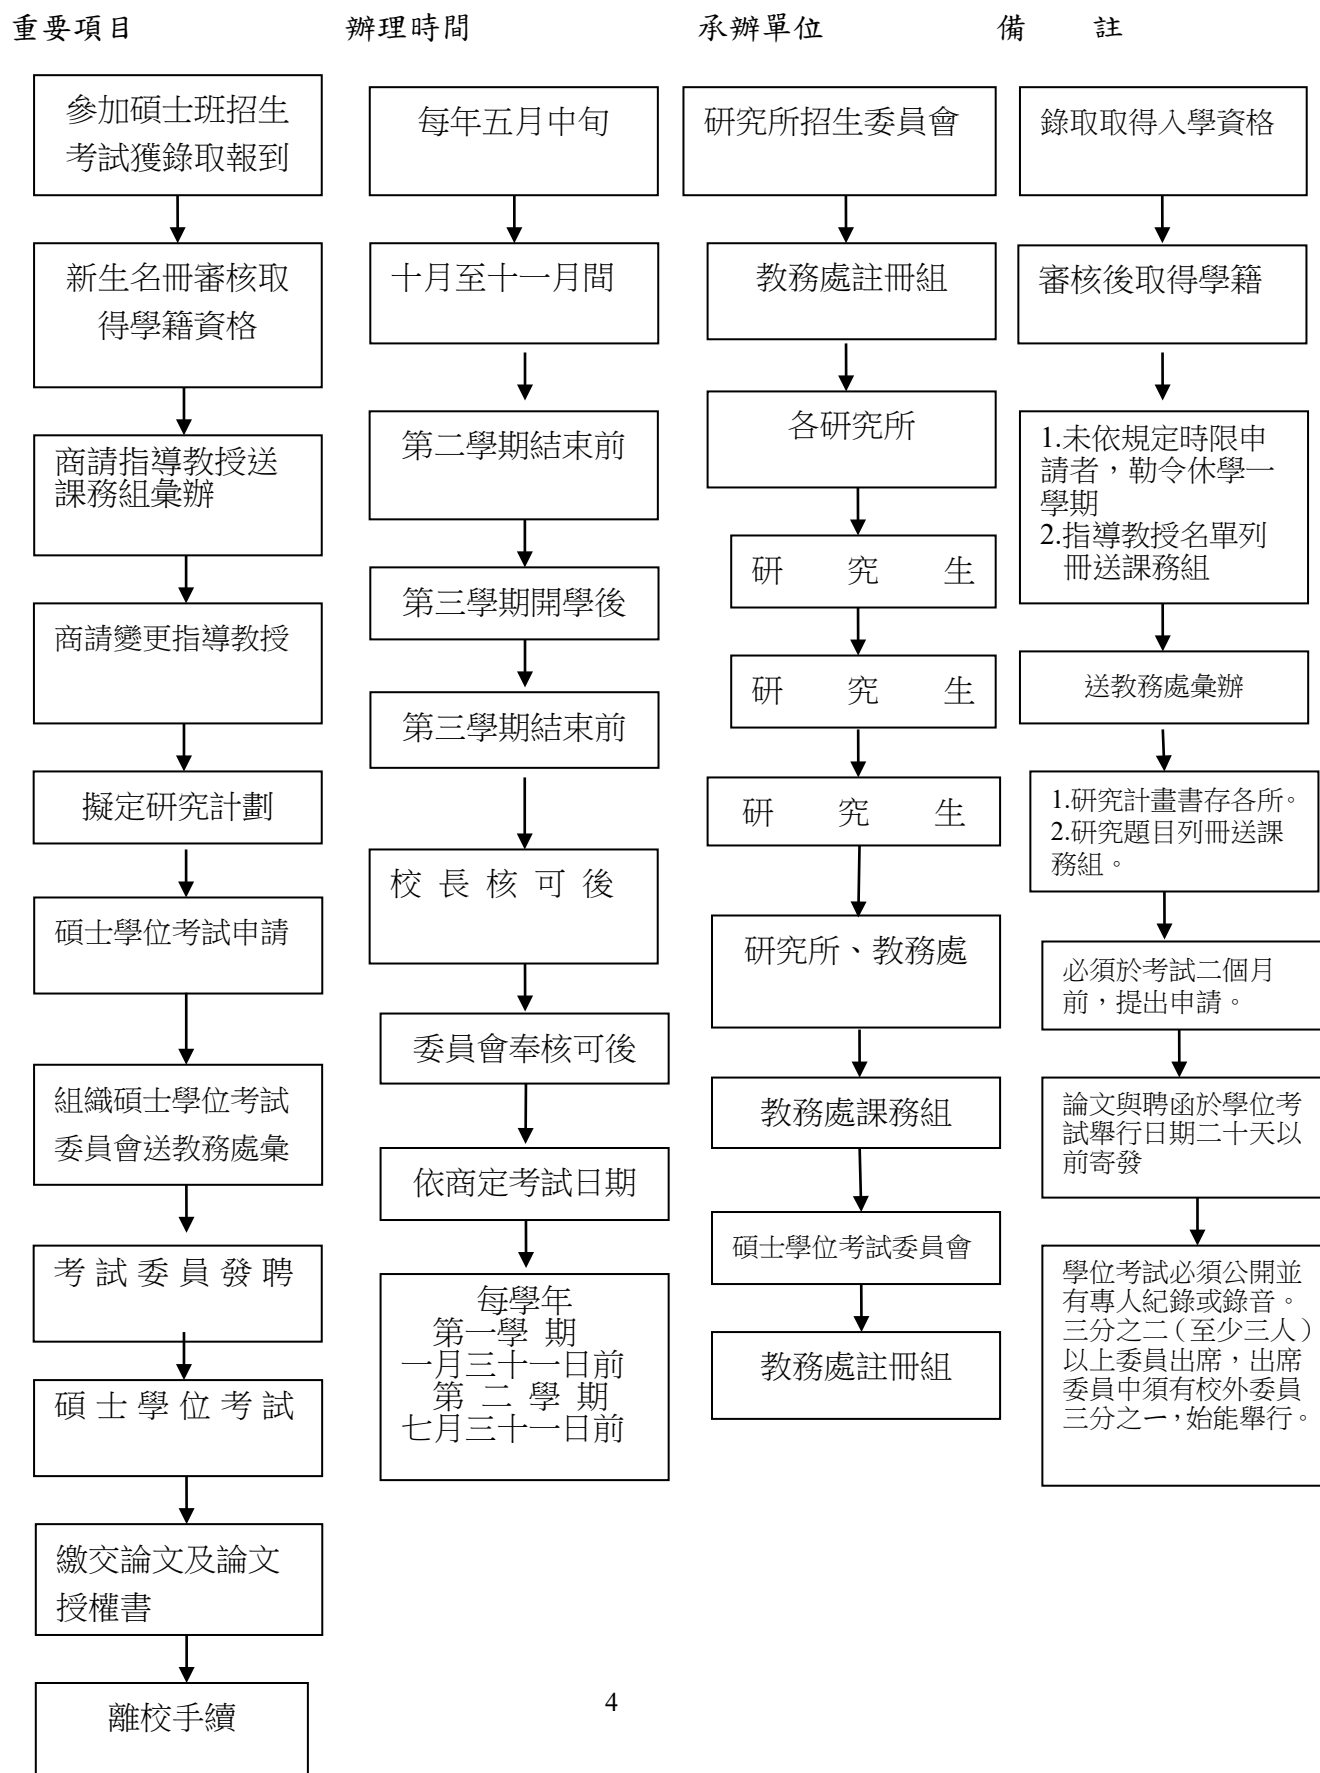 重要項目 辦理時間 承辦單位 備 註
參加碩士班招生
考試獲錄取報到
新生名冊審核取
得學籍資格
商請指導教授送
課務組彙辦
商請變更指導教授
擬定研究計劃
碩士學位考試申請
組織碩士學位考試
委員會送教務處彙
考試委員發聘
碩士學位考試
繳交論文及論文
授權書
離校手續
每年五月中旬
十月至十一月間
第二學期結束前
第三學期開學後
第三學期結束前
校長核可後
委員會奉核可後
依商定考試日期
每學年
第一學 期
一月三十一日前
第 二 學 期
七月三十一日前
研究所招生委員會
教務處註冊組
各研究所
研 究 生
研 究 生
研 究 生
研究所、教務處
教務處課務組
碩士學位考試委員會
教務處註冊組
錄取取得入學資格
審核後取得學籍
1.未依規定時限申
請者，勒令休學一
學期
2.指導教授名單列
冊送課務組
送教務處彙辦
1.研究計畫書存各所。
2.研究題目列冊送課
務組。
必須於考試二個月
前，提出申請。
論文與聘函於學位考
試舉行日期二十天以
前寄發
學位考試必須公開並
有專人紀錄或錄音。
三分之二（至少三人）
以上委員出席，出席
委員中須有校外委員
三分之一，始能舉行。
4